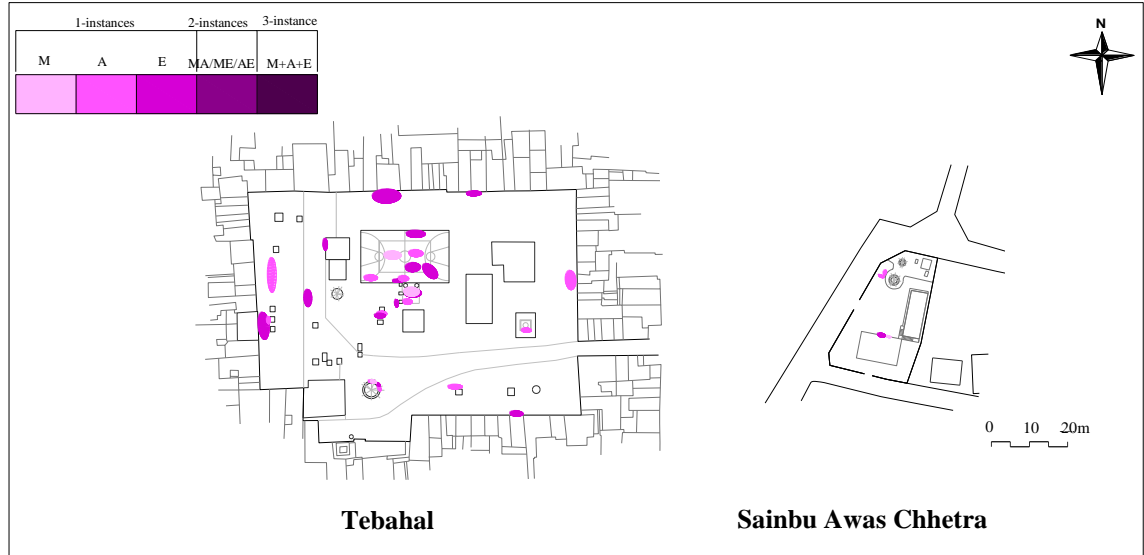 1-instances 2-instances 3-instance
M A E MA/ME/AE M+A+E
N
0 10 20m
Tebahal Sainbu Awas Chhetra